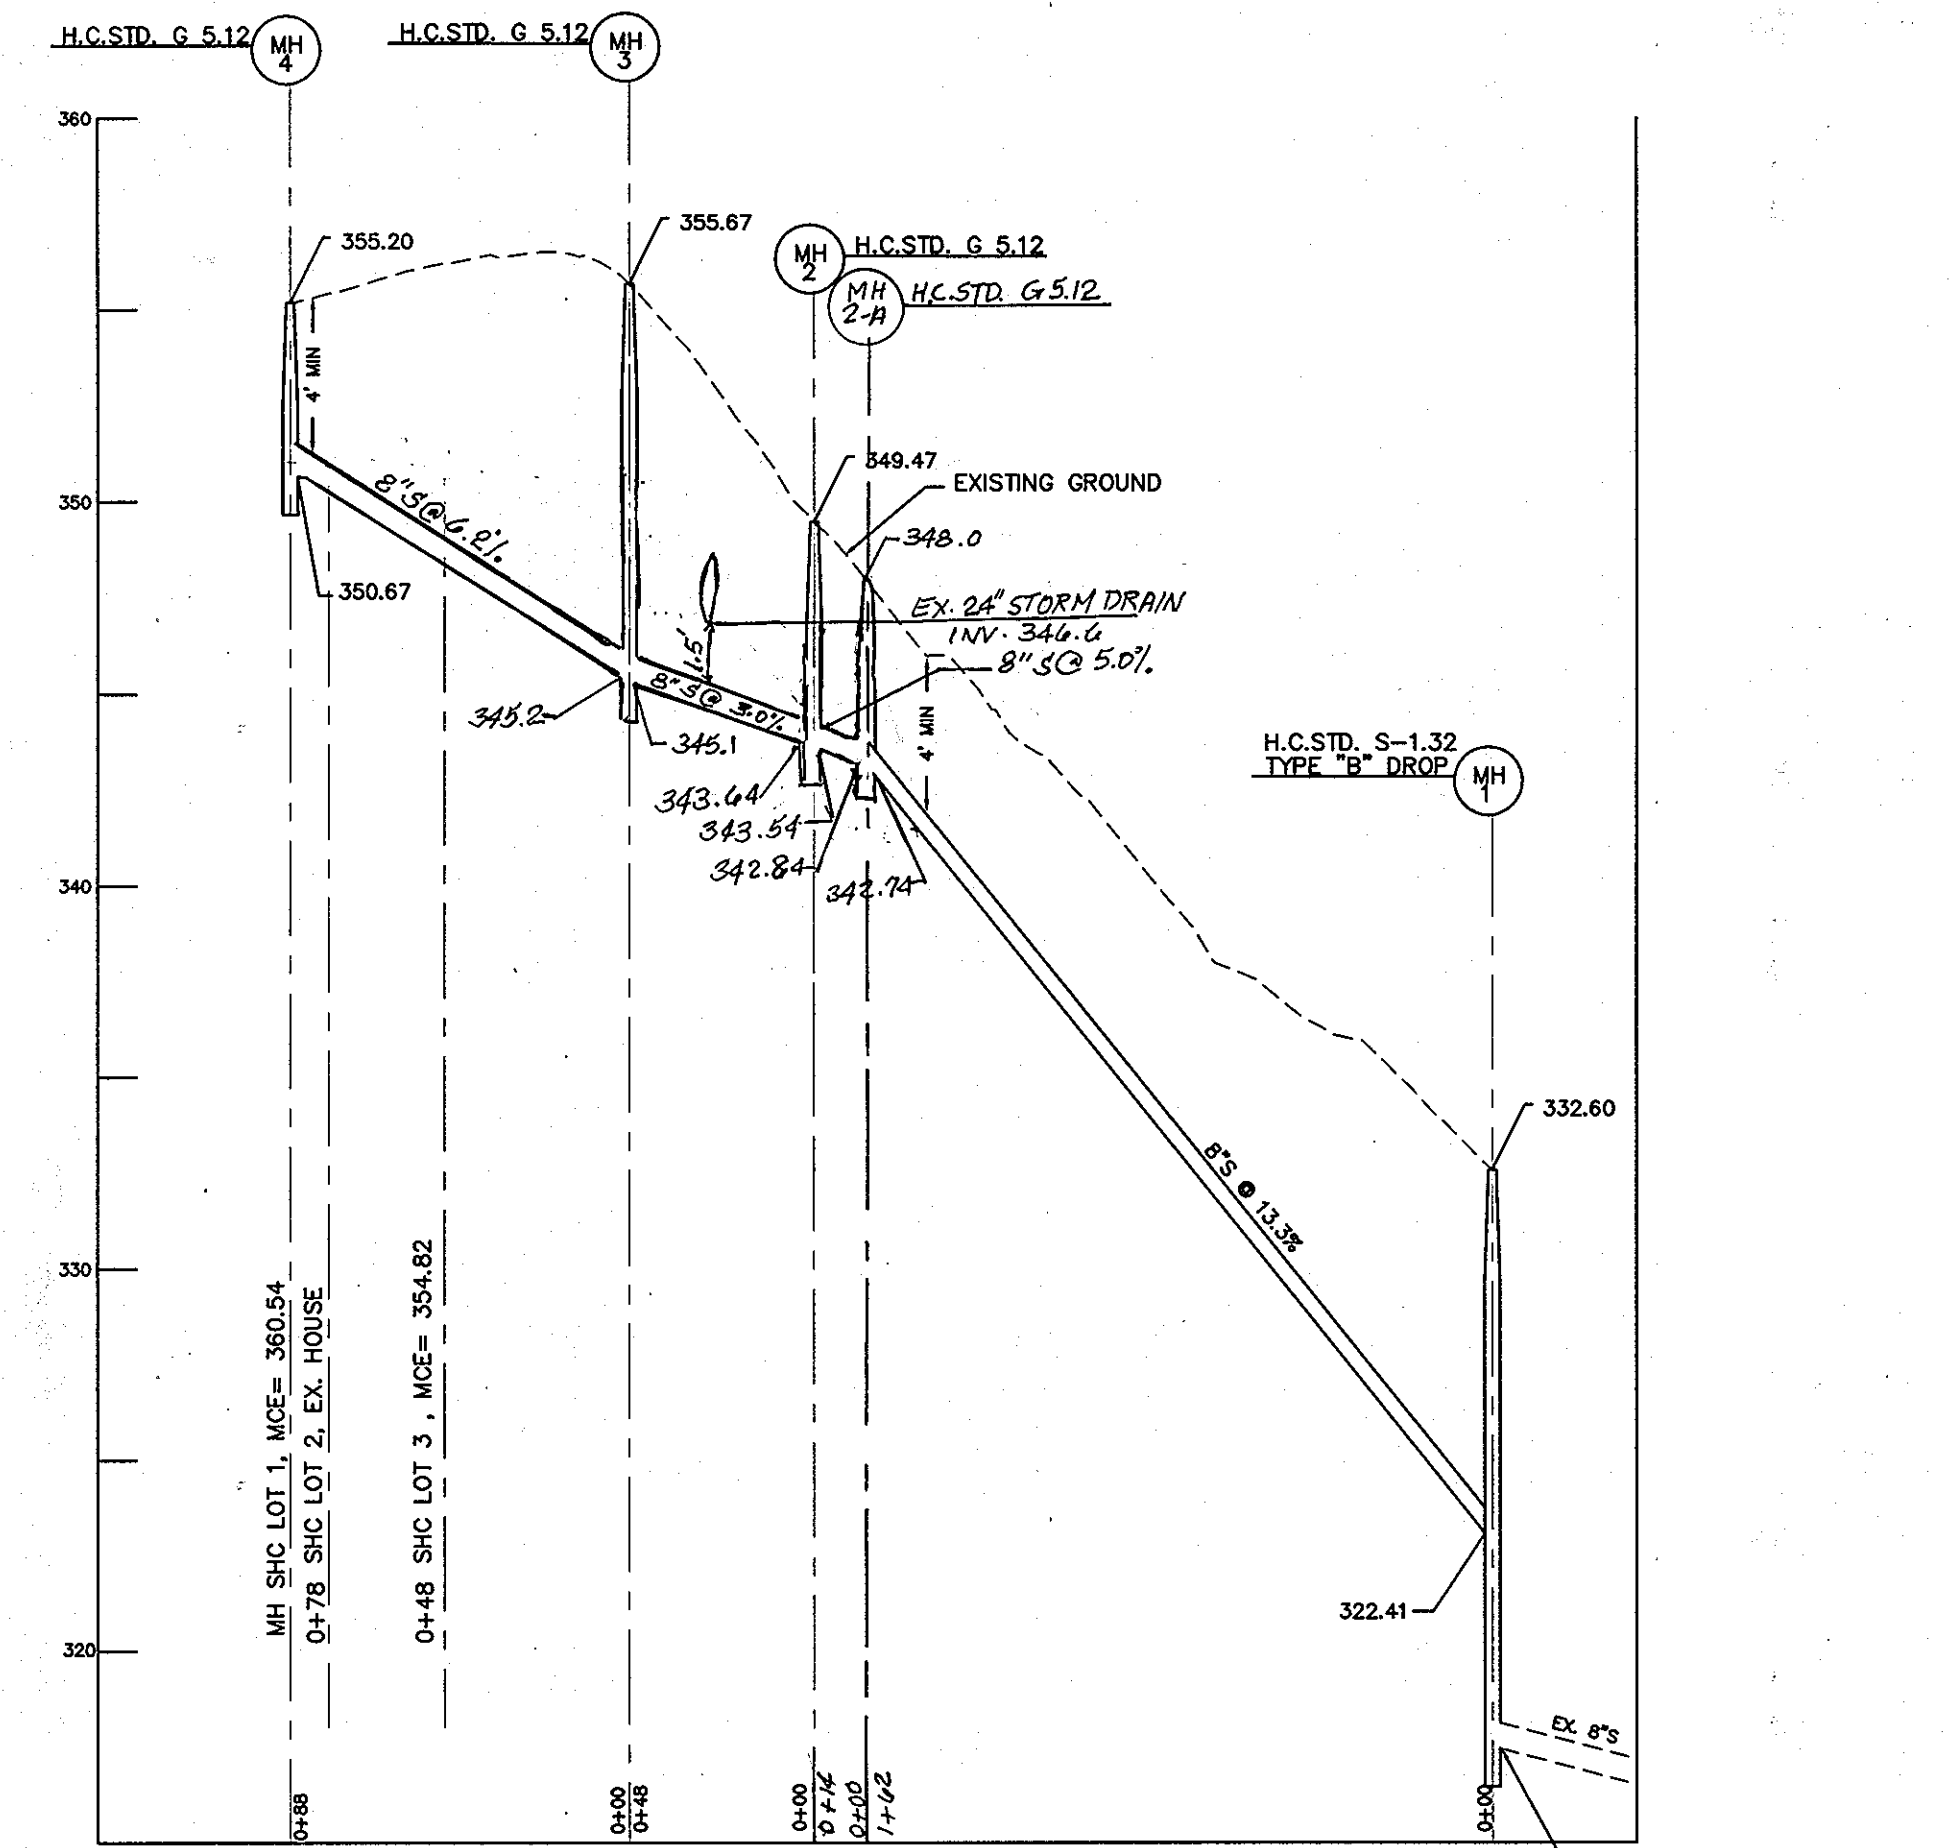 H.C.STD. G 5.12
MH
4
H.C.STD. G 5.12
MH
3
360
355.20
355.67
MH
2
H.C.STD. G 5.12
MH
2-A
H.C.STD. G 5.12
4' MIN
349.47
EXISTING GROUND
350
8"S@6.2%
348.0
350.67
EX. 24" STORM DRAIN
INV. 346.6
8"S@ 5.0%
1.5'
8"S@ 3.0%
345.2
345.1
4' MIN
H.C.STD. S-1.32
TYPE "B" DROP
MH
1
343.64
343.54
342.84
342.74
340
332.60
8"S @ 13.3%
330
MH SHC LOT 1, MCE= 360.54
0+78 SHC LOT 2, EX. HOUSE
0+48 SHC LOT 3 , MCE= 354.82
322.41
320
EX. 8"S
0+88
0+00
0+48
0+00
0+14
0+00
1+62
0+00